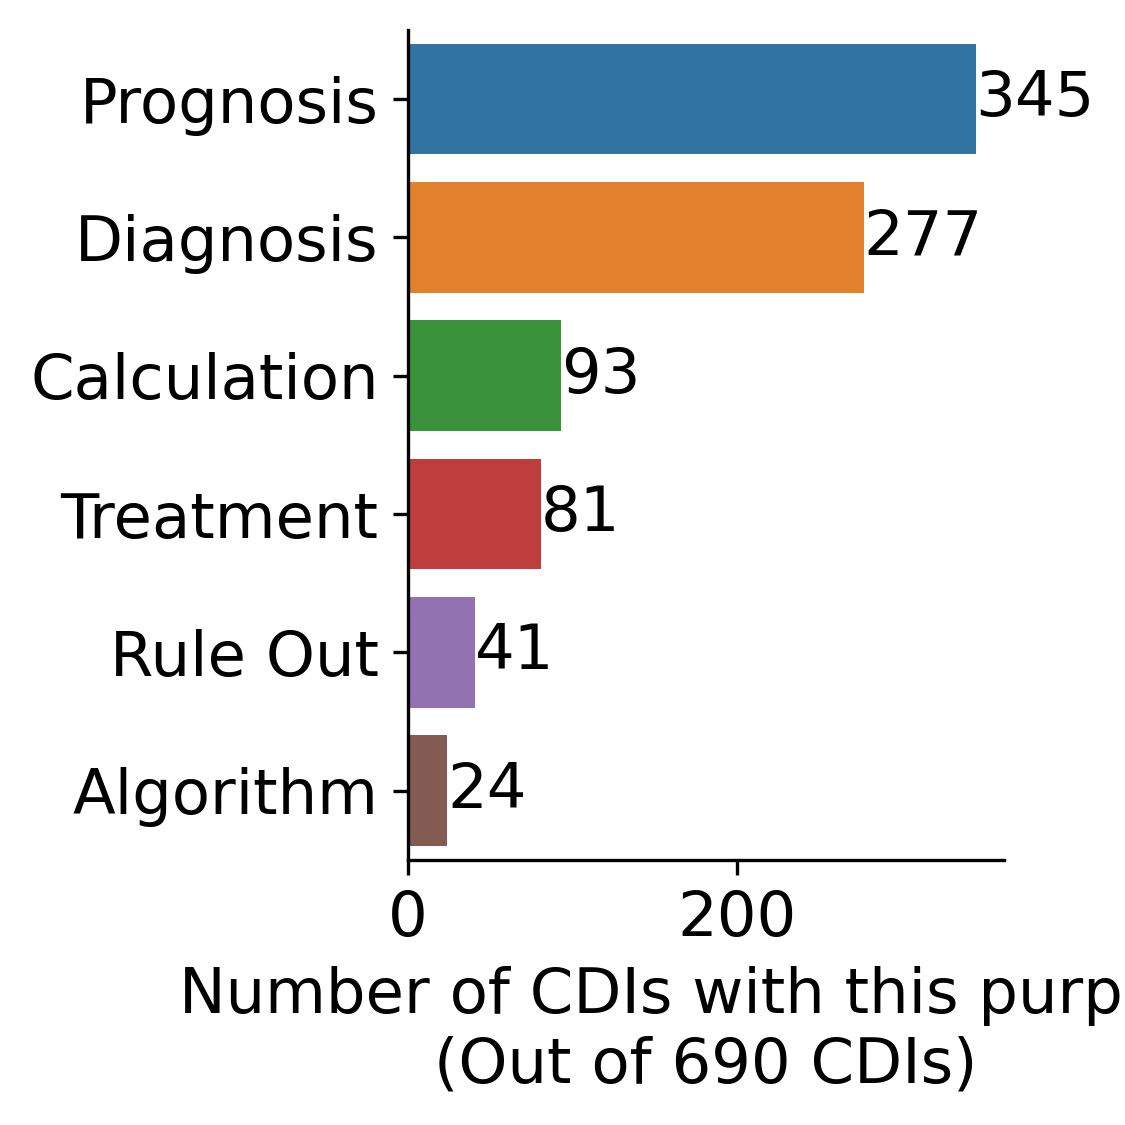 Prognosis 345
Diagnosis 277
Calculation 93
Treatment 81
Rule Out 41
Algorithm 24
0 200
Number of CDIs with this purp
(Out of 690 CDIs)